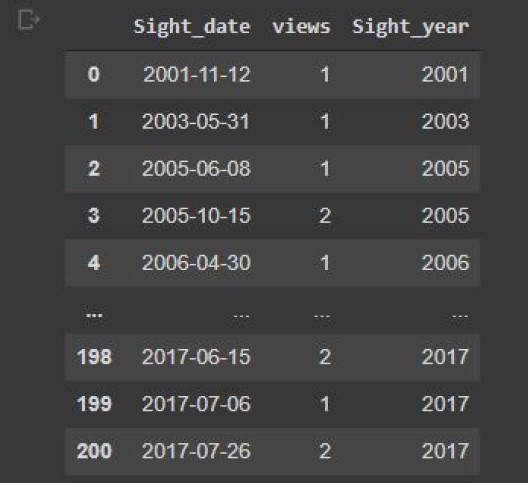 Sight_date views Sight_year
0 2001-11-12 1 2001
1 2003-05-31 1 2003
2 2005-06-08 1 2005
3 2005-10-15 2 2005
4 2006-04-30 1 2006
... ... ... ...
198 2017-06-15 2 2017
199 2017-07-06 1 2017
200 2017-07-26 2 2017